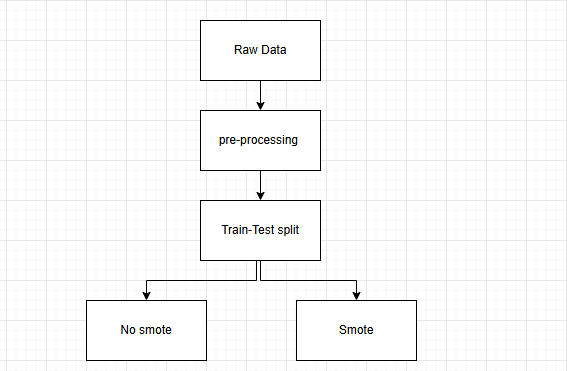 Raw Data
pre-processing
Train-Test split
No smote
Smote